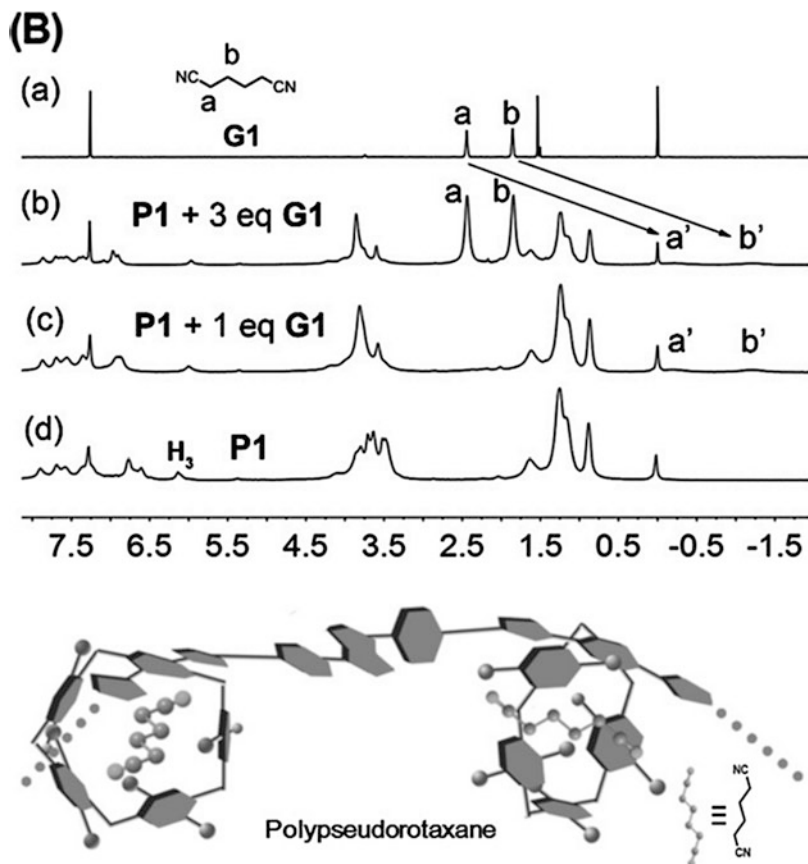 (B)
b
NC
CN
a
(a)
G1
a b
(b)
P1 + 3 eq G1
a b
a' b'
(c)
P1 + 1 eq G1
a' b'
(d)
H3
P1
7.5 6.5 5.5 4.5 3.5 2.5 1.5 0.5 -0.5 -1.5
Polypseudorotaxane
NC
CN